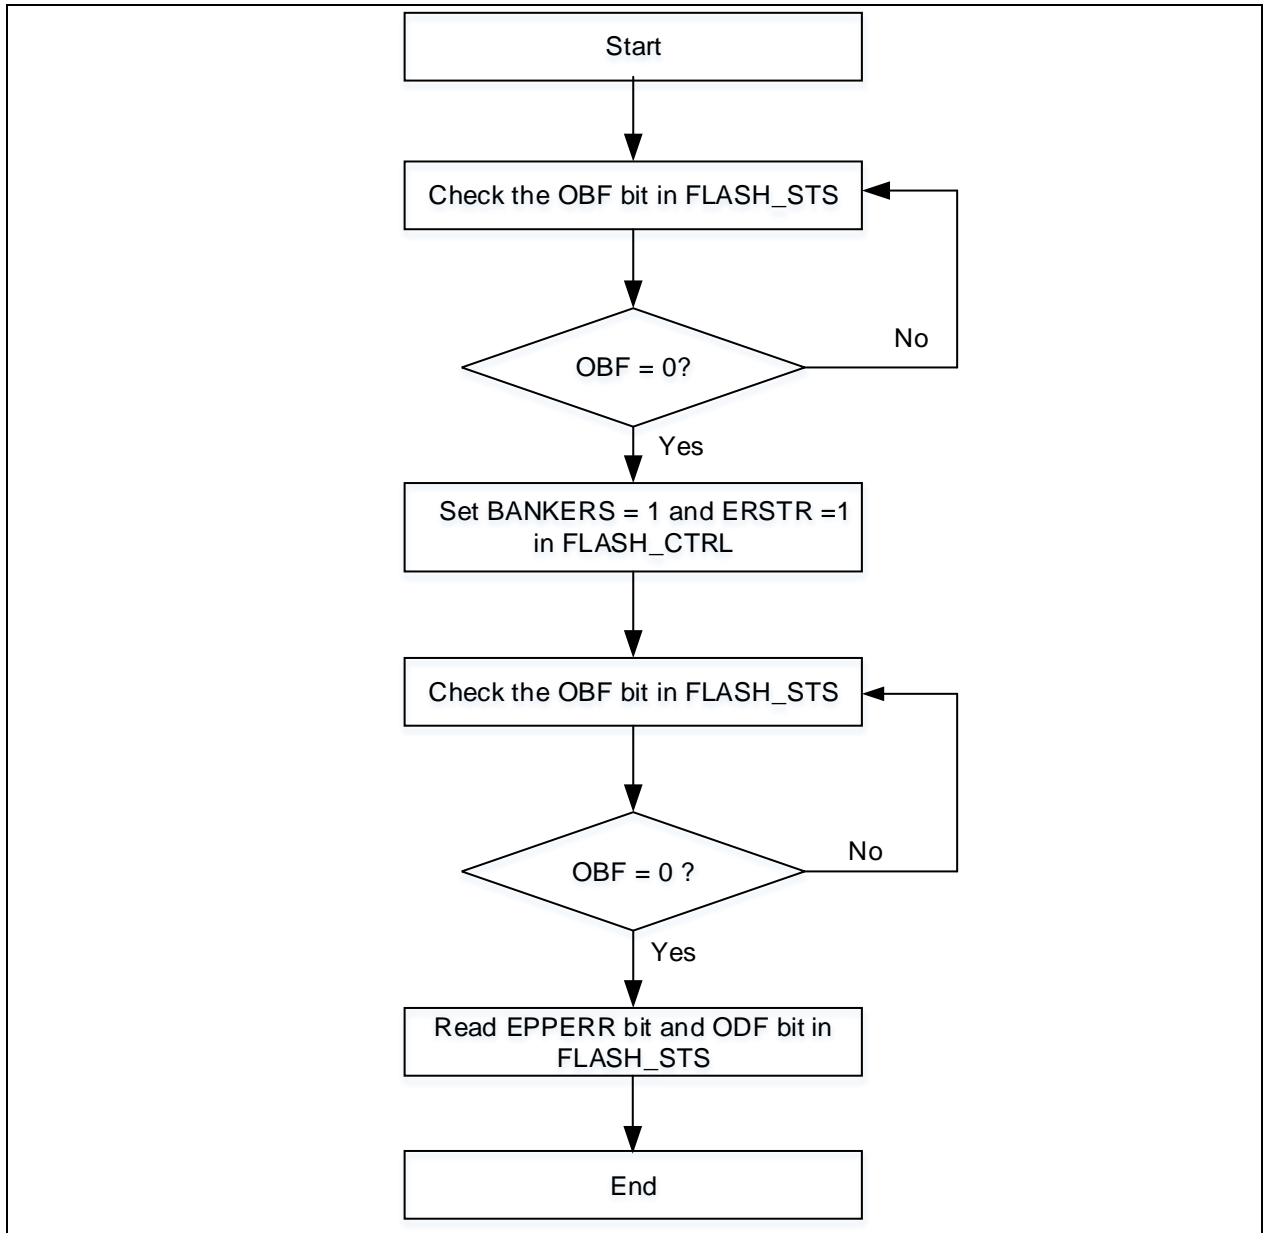 Start
Check the OBF bit in FLASH_STS
OBF = 0?
No
Yes
Set BANKERS = 1 and ERSTR =1
in FLASH_CTRL
Check the OBF bit in FLASH_STS
OBF = 0 ?
No
Yes
Read EPPERR bit and ODF bit in
FLASH_STS
End